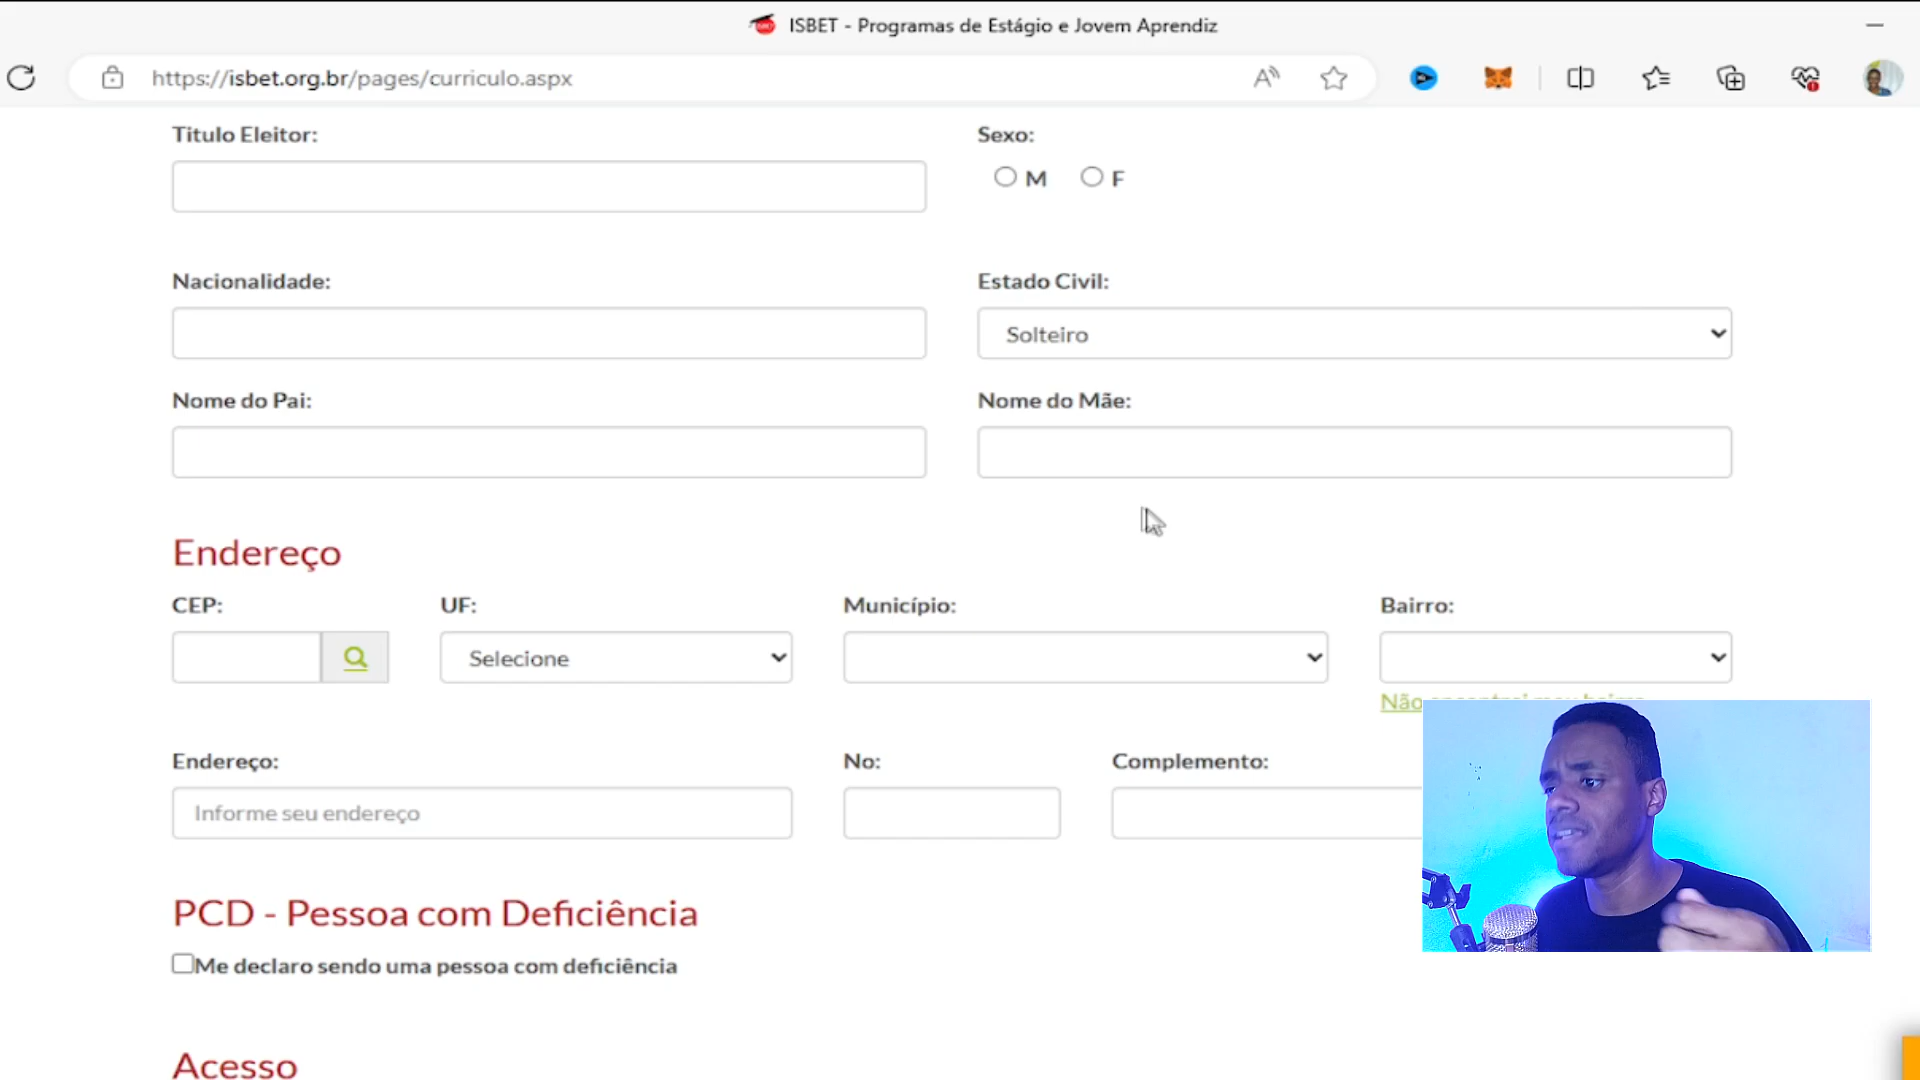 ISBET - Programas de Estágio e Jovem Aprendiz
https://isbet.org.br/pages/curriculo.aspx
Titulo Eleitor:
Sexo:
M
F
Nacionalidade:
Estado Civil:
Solteiro
Nome do Pai:
Nome do Mãe:
Endereço
CEP:
UF:
Município:
Bairro:
Selecione
Não
Endereço:
No:
Complemento:
Informe seu endereço
PCD - Pessoa com Deficiência
Me declaro sendo uma pessoa com deficiência
Acesso